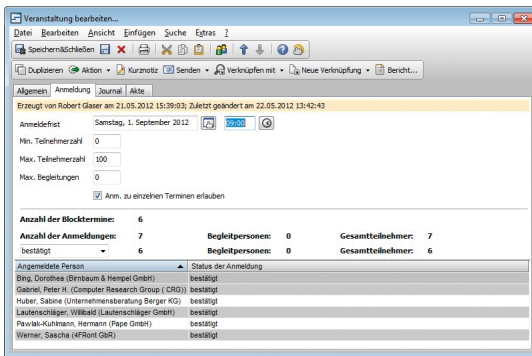 Veranstaltung bearbeiten...
Datei Bearbeiten Ansicht Einfügen Suche Extras ?
Speichern&Schließen
Duplizieren Aktion Kurznotiz Senden Verknüpfen mit Neue Verknüpfung Bericht...
Allgemein Anmeldung Journal Akte
Erzeugt von Robert Glaser am 21.05.2012 15:39:03; Zuletzt geändert am 22.05.2012 13:42:43
Anmeldefrist Samstag, 1. September 2012 09:00
Min. Teilnehmerzahl 0
Max. Teilnehmerzahl 100
Max. Begleitungen 0
Anm. zu einzelnen Terminen erlauben
Anzahl der Blocktermine: 6
Anzahl der Anmeldungen: 7 Begleitpersonen: 0 Gesamtteilnehmer: 7
bestätigt 6 Begleitpersonen: 0 Gesamtteilnehmer: 6
Angemeldete Person Status der Anmeldung
Bing, Dorothea (Birnbaum & Hempel GmbH) bestätigt
Gabriel, Peter H. (Computer Research Group ( CRG)) bestätigt
Huber, Sabine (Unternehmensberatung Berger KG) bestätigt
Lautenschläger, Willibald (Lautenschläger GmbH) bestätigt
Pawlak-Kuhlmann, Hermann (Pape GmbH) bestätigt
Werner, Sascha (4FRont GbR) bestätigt